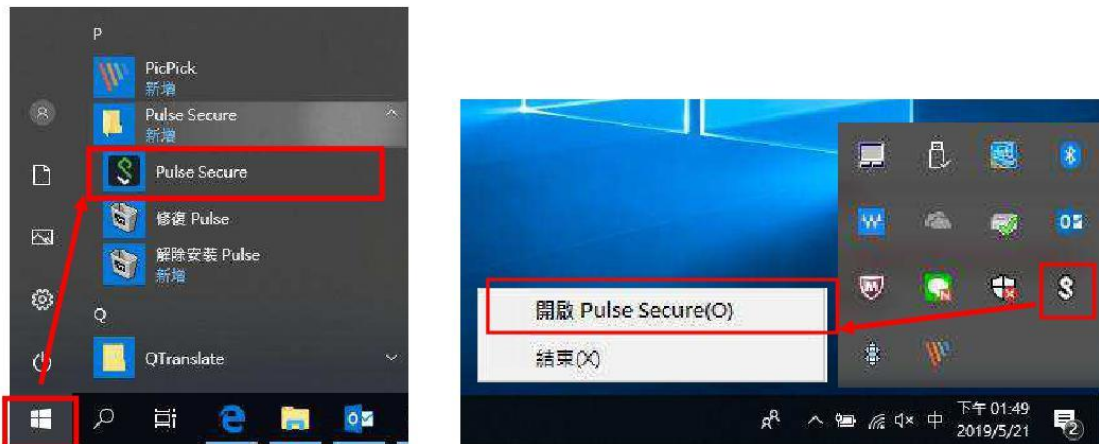 P
PicPick
新增
Pulse Secure
新增
Pulse Secure
修復 Pulse
解除安裝 Pulse
新增
Q
QTranslate
開啟 Pulse Secure(O)
結束(X)
中
下午 01:49
2019/5/21
2